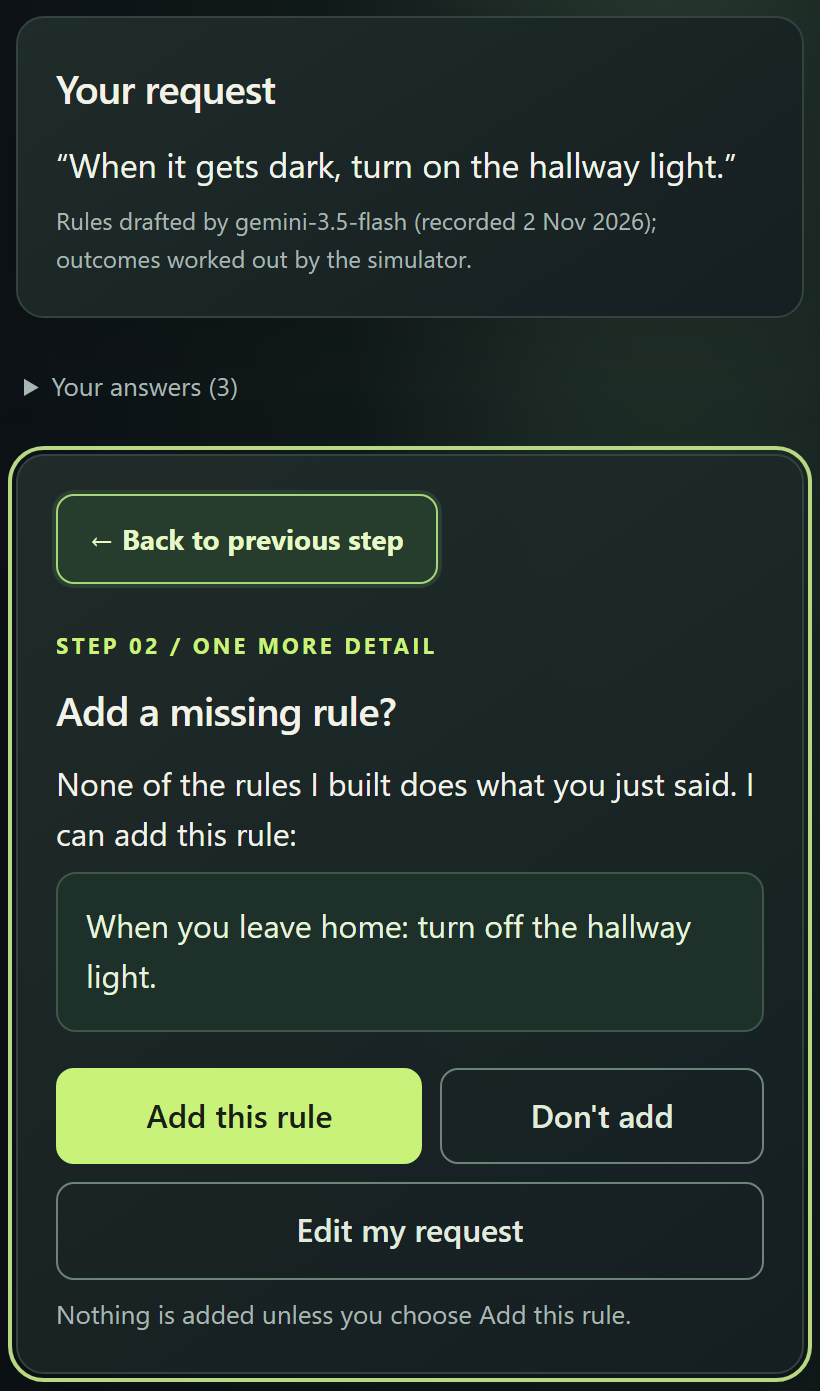 Your request
“When it gets dark, turn on the hallway light.”
Rules drafted by gemini-3.5-flash (recorded 2 Nov 2026);
outcomes worked out by the simulator.
▶ Your answers (3)
← Back to previous step
STEP 02 / ONE MORE DETAIL
Add a missing rule?
None of the rules I built does what you just said. I
can add this rule:
When you leave home: turn off the hallway
light.
Add this rule
Don't add
Edit my request
Nothing is added unless you choose Add this rule.